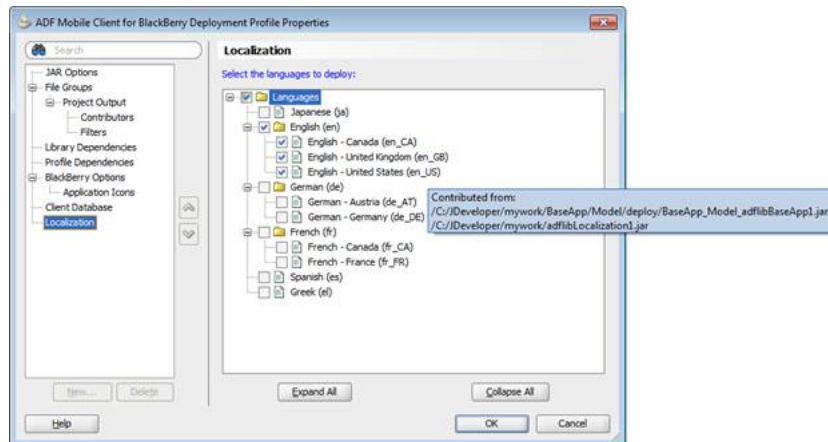 ADF Mobile Client for BlackBerry Deployment Profile Properties
Search
JAR Options
File Groups
Project Output
Contributors
Filters
Library Dependencies
Profile Dependencies
BlackBerry Options
Application Icons
Client Database
Localization
New...
Delete
Localization
Select the languages to deploy:
Languages
Japanese (ja)
English (en)
English - Canada (en_CA)
English - United Kingdom (en_GB)
English - United States (en_US)
German (de)
German - Austria (de_AT)
German - Germany (de_DE)
French (fr)
French - Canada (fr_CA)
French - France (fr_FR)
Spanish (es)
Greek (el)
Contributed from:
/C:/JDeveloper/mywork/BaseApp/Model/deploy/BaseApp_Model_adflibBaseApp1.jar
/C:/JDeveloper/mywork/adflibLocalization1.jar
Expand All
Collapse All
Help
OK
Cancel